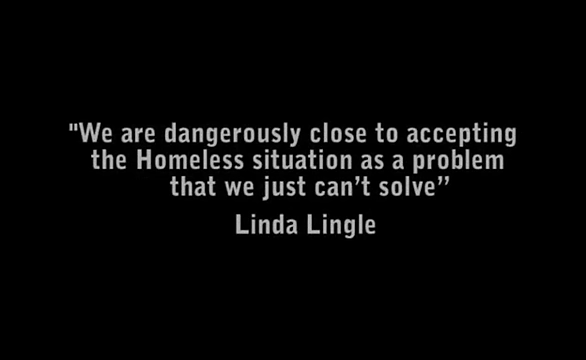 "We are dangerously close to accepting
the Homeless situation as a problem
that we just can’t solve”
Linda Lingle